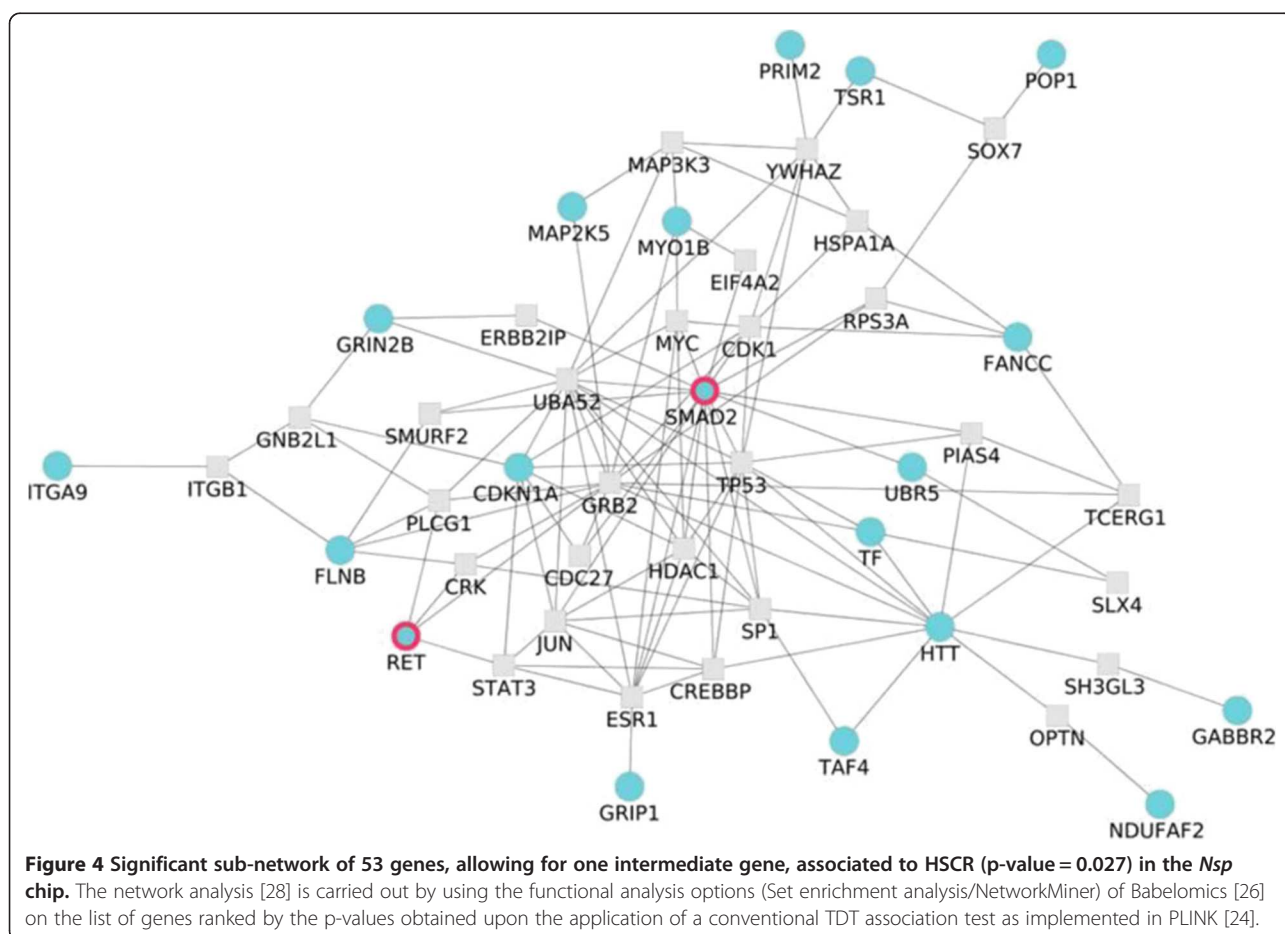 PRIM2
POP1
TSR1
SOX7
MAP3K3
YWHAZ
MAP2K5
MYO1B
HSPA1A
EIF4A2
RPS3A
GRIN2B
ERBB2IP
MYC
CDK1
FANCC
UBA52
SMAD2
GNB2L1
SMURF2
PIAS4
ITGA9
ITGB1
CDKN1A
TP53
UBR5
GRB2
PLCG1
TCERG1
TF
FLNB
CRK
CDC27
HDAC1
SLX4
SP1
JUN
HTT
RET
STAT3
CREBBP
SH3GL3
ESR1
OPTN
GABBR2
TAF4
GRIP1
NDUFAF2
Figure 4 Significant sub-network of 53 genes, allowing for one intermediate gene, associated to HSCR (p-value = 0.027) in the Nsp
chip. The network analysis [28] is carried out by using the functional analysis options (Set enrichment analysis/NetworkMiner) of Babelomics [26]
on the list of genes ranked by the p-values obtained upon the application of a conventional TDT association test as implemented in PLINK [24].